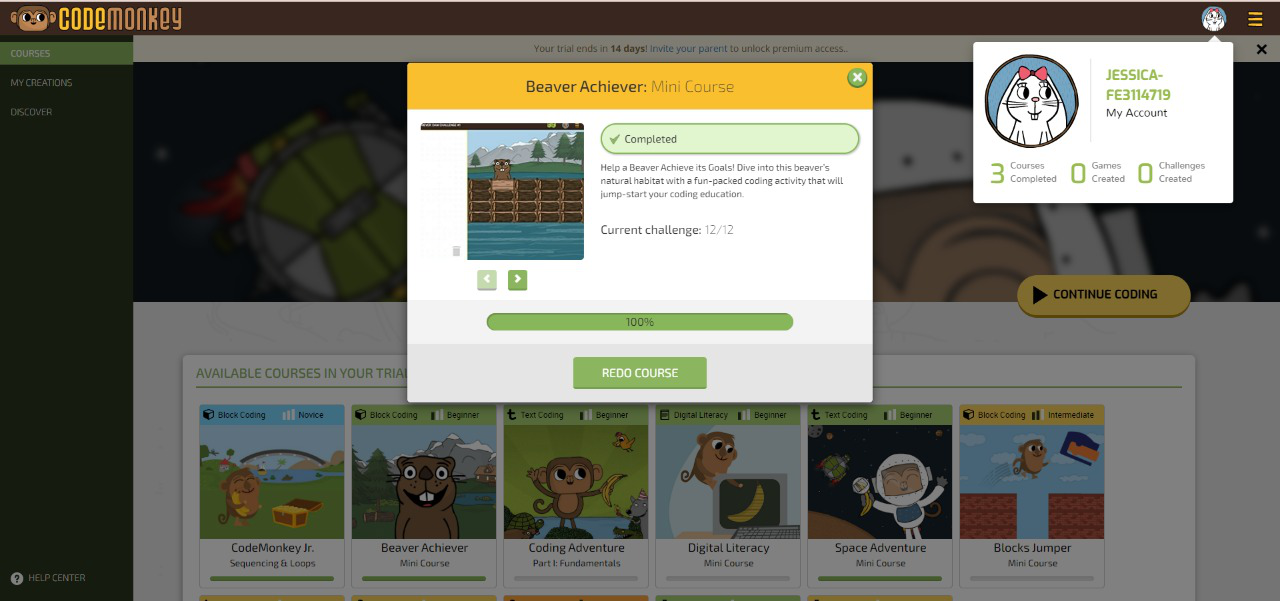 CODEMONKEY
COURSES
MY CREATIONS
DISCOVER
HELP CENTER
Your trial ends in 14 days! Invite your parent to unlock premium access..
JESSICA-
FE3114719
My Account
3 Courses Completed
0 Games Created
0 Challenges Created
Beaver Achiever: Mini Course
Completed
Help a Beaver Achieve its Goals! Dive into this beaver's
natural habitat with a fun-packed coding activity that will
jump-start your coding education.
Current challenge: 12/12
100%
REDO COURSE
CONTINUE CODING
AVAILABLE COURSES IN YOUR TRIAL
Block Coding Novice
CodeMonkey Jr.
Sequencing & Loops
Block Coding Beginner
Beaver Achiever
Mini Course
Text Coding Beginner
Coding Adventure
Part I: Fundamentals
Digital Literacy Beginner
Digital Literacy
Mini Course
Text Coding Beginner
Space Adventure
Mini Course
Block Coding Intermediate
Blocks Jumper
Mini Course